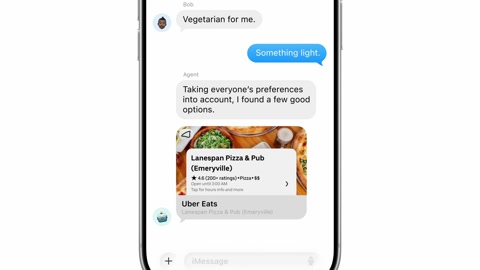 Bob
Vegetarian for me.
Something light.
Agent
Taking everyone's preferences
into account, I found a few good
options.
Lanespan Pizza & Pub
(Emeryville)
★ 4.6 (200+ ratings) • Pizza • $$
Open until 3:00 AM
Tap for hours info and more
Uber Eats
Lanespan Pizza & Pub (Emeryville)
iMessage